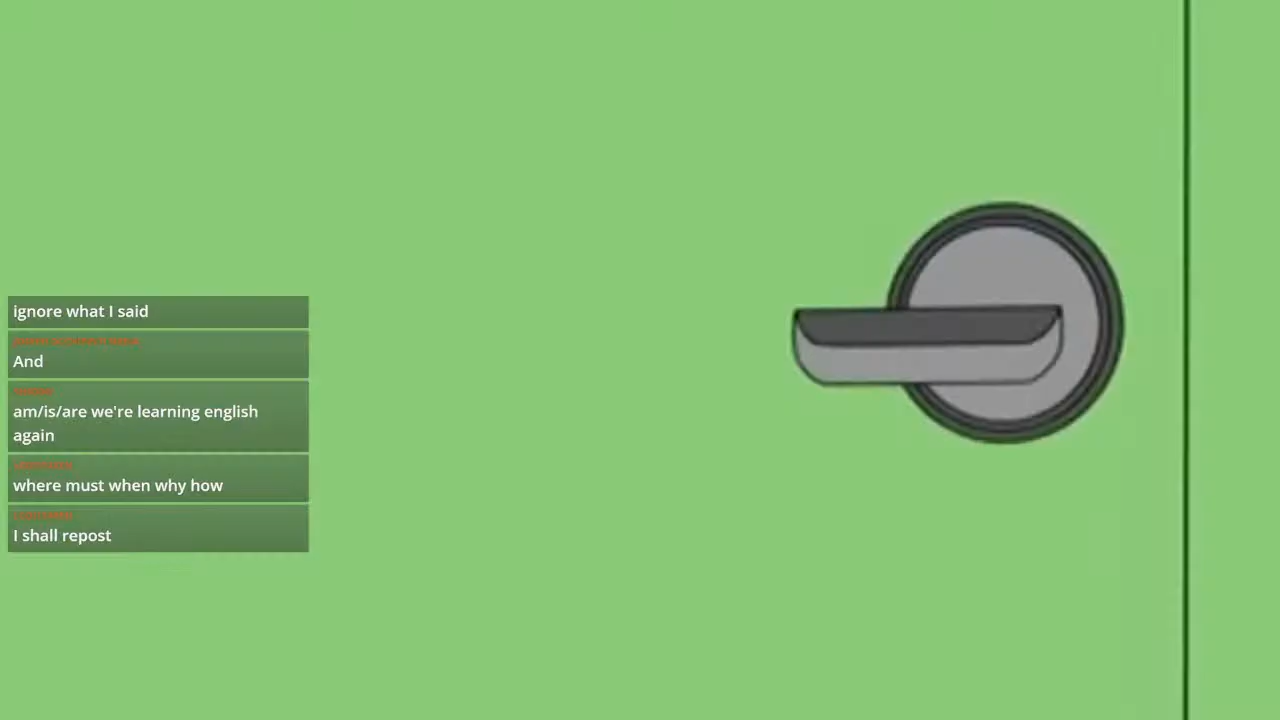 ignore what I said
And
am/is/are we're learning english
again
where must when why how
I shall repost